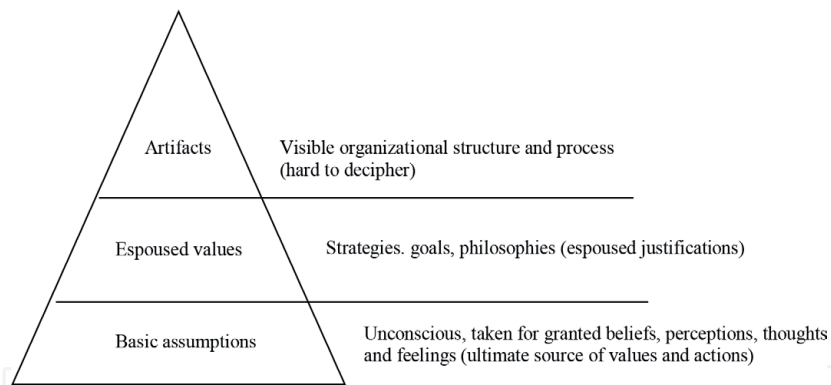 Artifacts
Visible organizational structure and process
(hard to decipher)
Espoused values
Strategies. goals, philosophies (espoused justifications)
Basic assumptions
Unconscious, taken for granted beliefs, perceptions, thoughts
and feelings (ultimate source of values and actions)